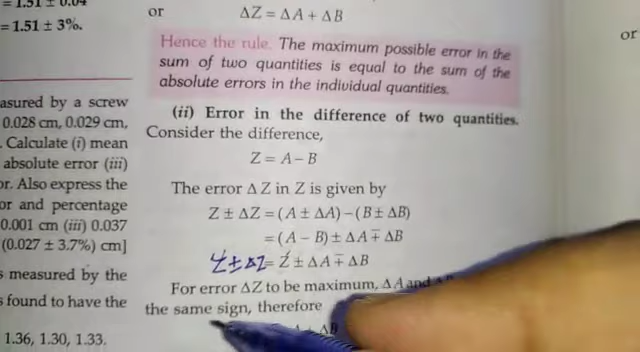 = 1.51 ± 0.04
= 1.51 ± 3%.
asured by a screw
0.028 cm, 0.029 cm,
. Calculate (i) mean
absolute error (iii)
or. Also express the
or and percentage
0.001 cm (iii) 0.037
(0.027 ± 3.7%) cm]
s measured by the
s found to have the
1.36, 1.30, 1.33.
or ΔZ = ΔA + ΔB
Hence the rule. The maximum possible error in the
sum of two quantities is equal to the sum of the
absolute errors in the individual quantities.
(ii) Error in the difference of two quantities.
Consider the difference,
Z = A – B
The error ΔZ in Z is given by
Z ± ΔZ = (A ± ΔA) – (B ± ΔB)
= (A – B) ± ΔA ∓ ΔB
Z ± ΔZ = Z ± ΔA ∓ ΔB
For error ΔZ to be maximum, ΔA and
the same sign, therefore
ΔB
or